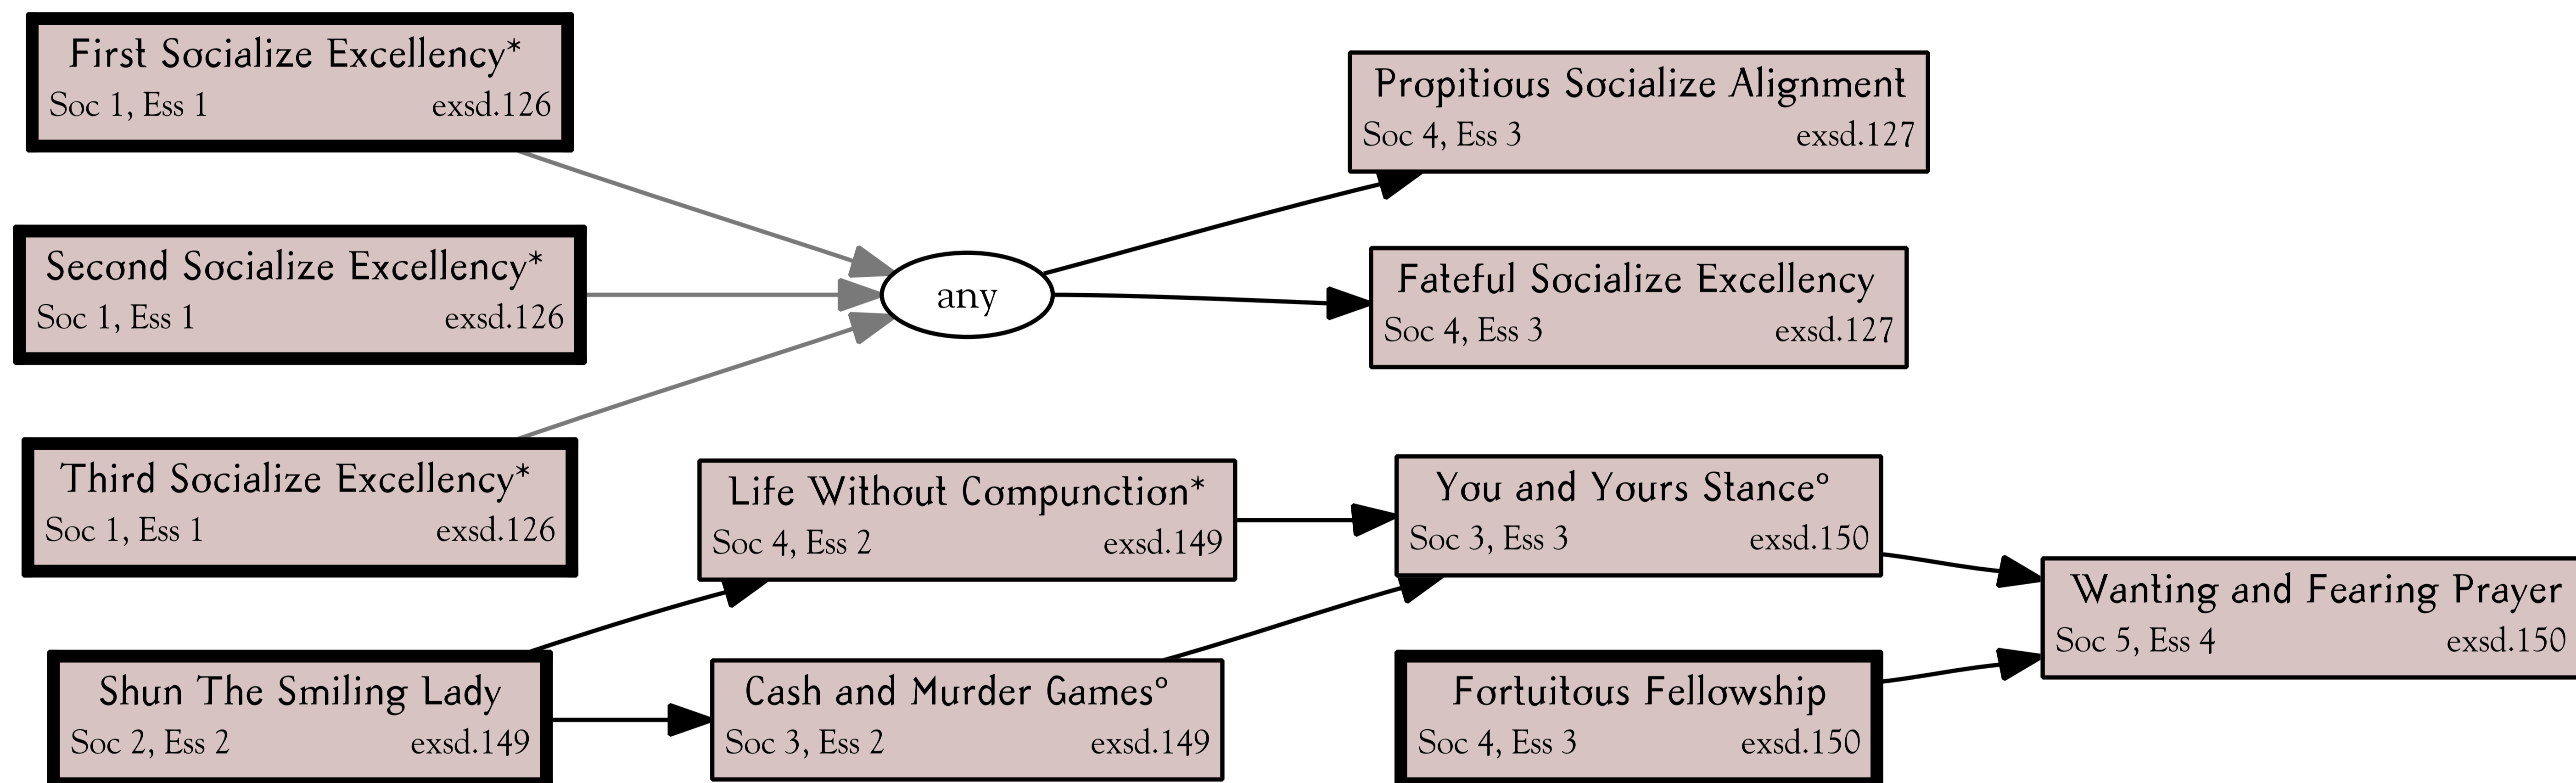 First Socialize Excellency*
Soc 1, Ess 1 exsd.126
Propitious Socialize Alignment
Soc 4, Ess 3 exsd.127
Second Socialize Excellency*
Soc 1, Ess 1 exsd.126
any
Fateful Socialize Excellency
Soc 4, Ess 3 exsd.127
Third Socialize Excellency*
Soc 1, Ess 1 exsd.126
Life Without Compunction*
Soc 4, Ess 2 exsd.149
You and Yours Stance°
Soc 3, Ess 3 exsd.150
Wanting and Fearing Prayer
Soc 5, Ess 4 exsd.150
Shun The Smiling Lady
Soc 2, Ess 2 exsd.149
Cash and Murder Games°
Soc 3, Ess 2 exsd.149
Fortuitous Fellowship
Soc 4, Ess 3 exsd.150